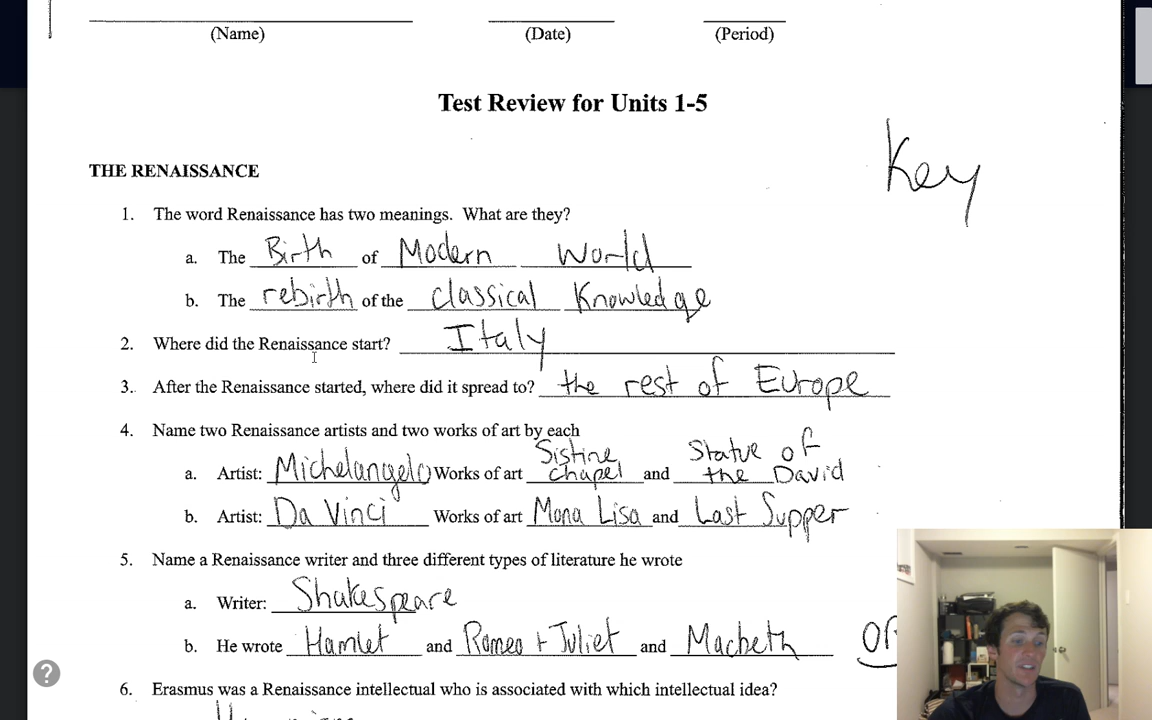 (Name) (Date) (Period)
Test Review for Units 1-5
Key
THE RENAISSANCE
1. The word Renaissance has two meanings. What are they?
a. The Birth of Modern World
b. The rebirth of the classical Knowledge
2. Where did the Renaissance start? Italy
3. After the Renaissance started, where did it spread to? the rest of Europe
4. Name two Renaissance artists and two works of art by each
a. Artist: Michelangelo Works of art Sistine chapel and Statue of the David
b. Artist: Da Vinci Works of art Mona Lisa and Last Supper
5. Name a Renaissance writer and three different types of literature he wrote
a. Writer: Shakespeare
b. He wrote Hamlet and Romeo + Juliet and Macbeth
6. Erasmus was a Renaissance intellectual who is associated with which intellectual idea?
?